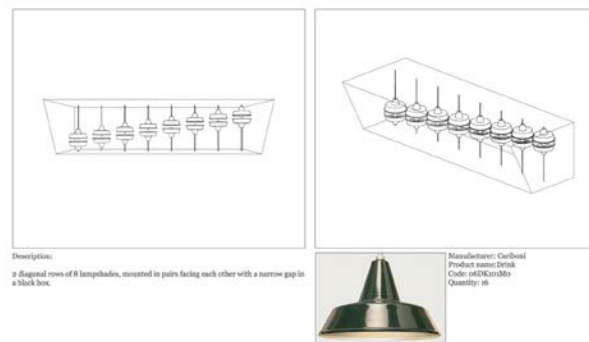 Description:
2 diagonal rows of 8 lampshades, mounted in pairs facing each other with a narrow gap in
a black box.
Manufacturer: Cariboni
Product name:Drink
Code: 06DK101M0
Quantity: 16